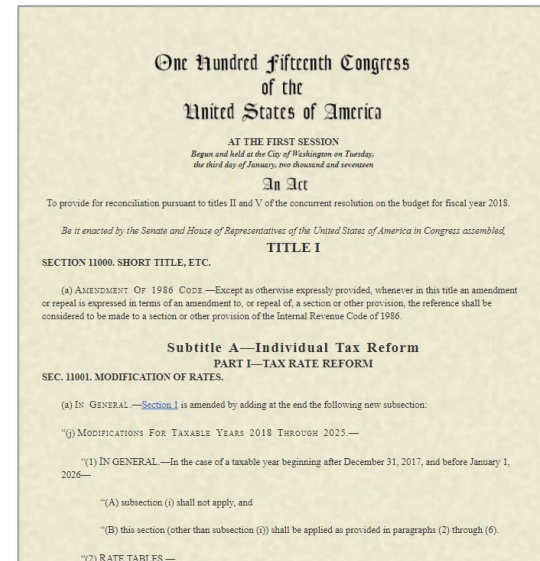 One Hundred Fifteenth Congress
of the
United States of America
AT THE FIRST SESSION
Begun and held at the City of Washington on Tuesday,
the third day of January, two thousand and seventeen
An Act
To provide for reconciliation pursuant to titles II and V of the concurrent resolution on the budget for fiscal year 2018.
Be it enacted by the Senate and House of Representatives of the United States of America in Congress assembled,
TITLE I
SECTION 11000. SHORT TITLE, ETC.
(a) AMENDMENT OF 1986 CODE.—Except as otherwise expressly provided, whenever in this title an amendment
or repeal is expressed in terms of an amendment to, or repeal of, a section or other provision, the reference shall be
considered to be made to a section or other provision of the Internal Revenue Code of 1986.
Subtitle A—Individual Tax Reform
PART I—TAX RATE REFORM
SEC. 11001. MODIFICATION OF RATES.
(a) IN GENERAL.—Section 1 is amended by adding at the end the following new subsection:
“(j) MODIFICATIONS FOR TAXABLE YEARS 2018 THROUGH 2025.—
“(1) IN GENERAL.—In the case of a taxable year beginning after December 31, 2017, and before January 1,
2026—
“(A) subsection (i) shall not apply, and
“(B) this section (other than subsection (i)) shall be applied as provided in paragraphs (2) through (6).
“(2) RATE TABLES.—